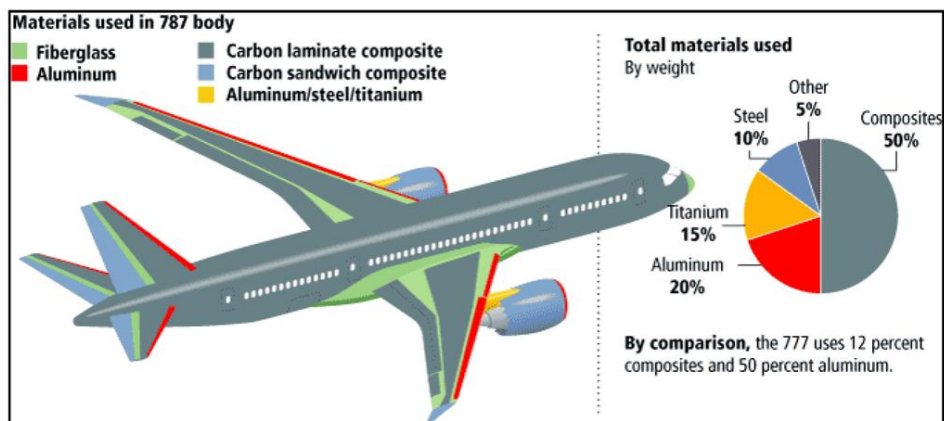 Materials used in 787 body
Fiberglass
Aluminum
Carbon laminate composite
Carbon sandwich composite
Aluminum/steel/titanium
Total materials used
By weight
Other
5%
Steel
10%
Composites
50%
Titanium
15%
Aluminum
20%
By comparison, the 777 uses 12 percent
composites and 50 percent aluminum.